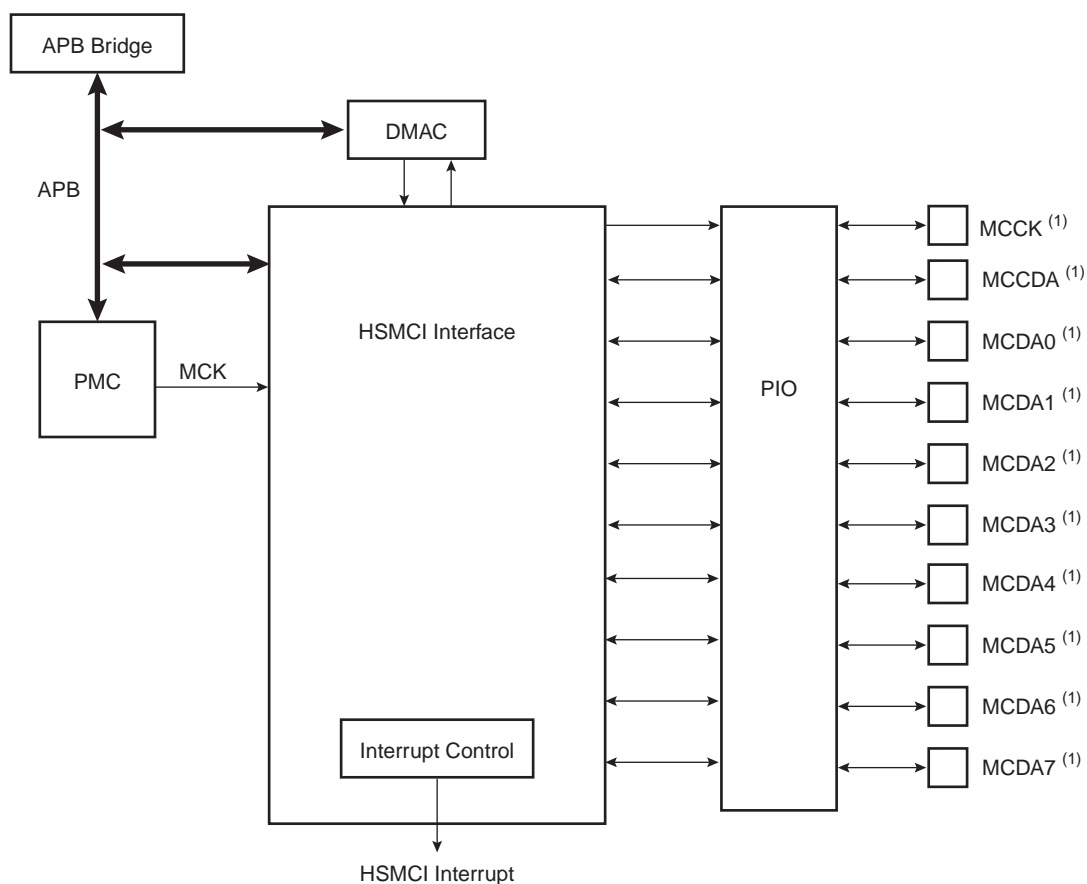 APB Bridge
DMAC
APB
MCCK (1)
MCCDA (1)
HSMCI Interface
MCDA0 (1)
PMC
MCK
PIO
MCDA1 (1)
MCDA2 (1)
MCDA3 (1)
MCDA4 (1)
MCDA5 (1)
MCDA6 (1)
Interrupt Control
MCDA7 (1)
HSMCI Interrupt